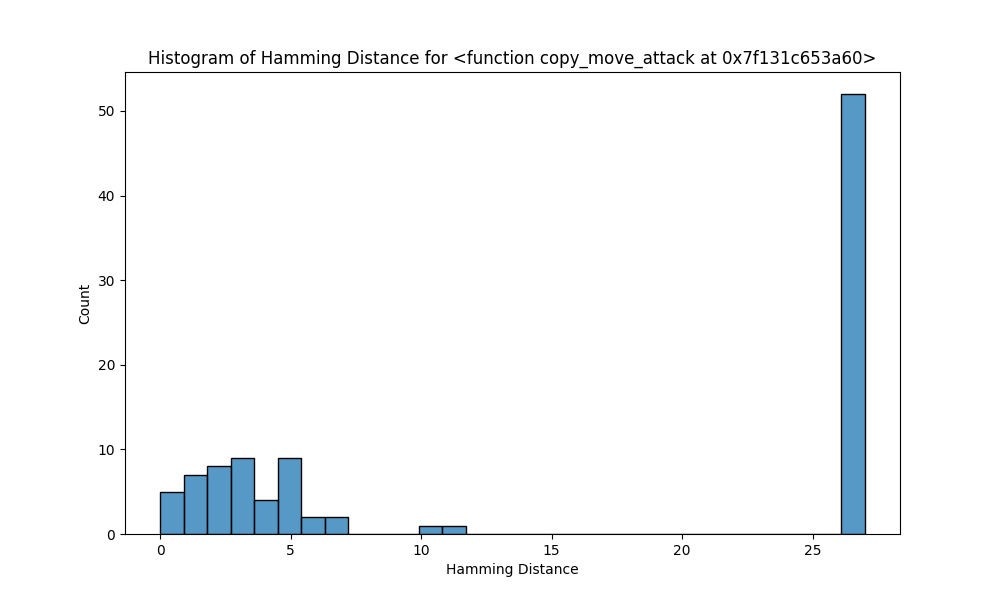 Histogram of Hamming Distance for <function copy_move_attack at 0x7f131c653a60>
50
40
30
20
10
0
Count
0 5 10 15 20 25
Hamming Distance